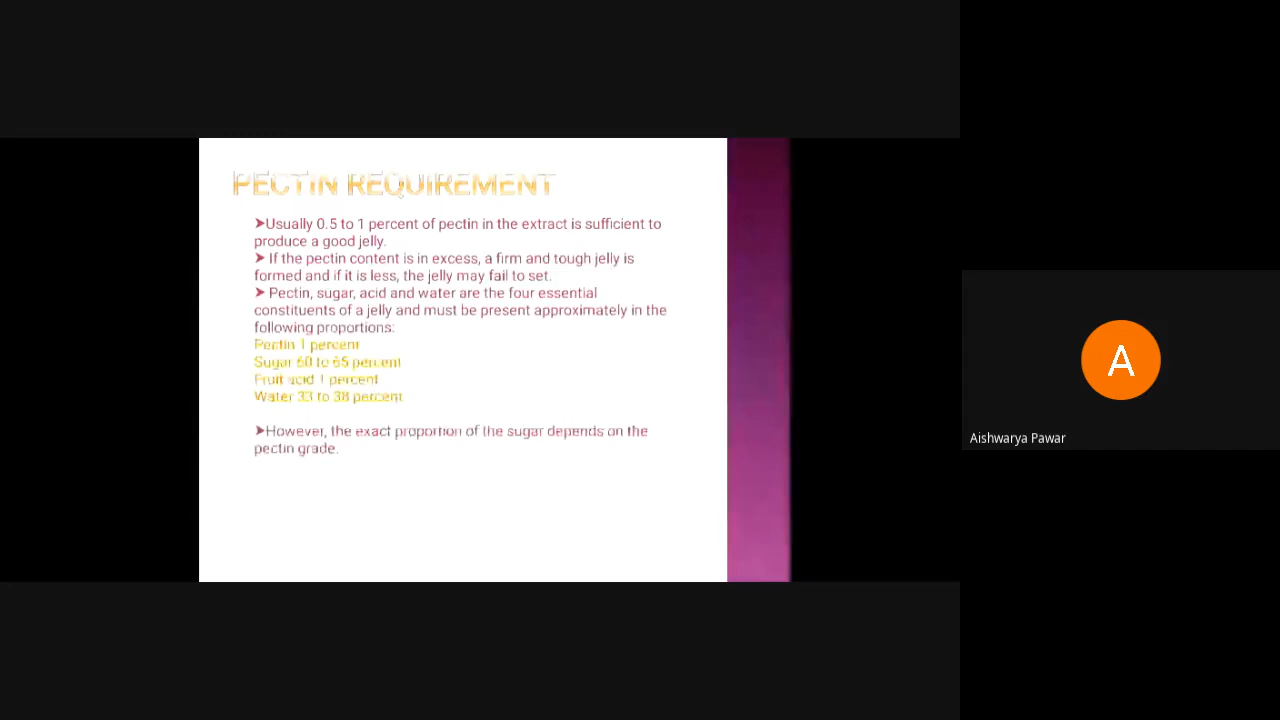 PECTIN REQUIREMENT
➤Usually 0.5 to 1 percent of pectin in the extract is sufficient to
produce a good jelly.
➤ If the pectin content is in excess, a firm and tough jelly is
formed and if it is less, the jelly may fail to set.
➤ Pectin, sugar, acid and water are the four essential
constituents of a jelly and must be present approximately in the
following proportions:
Pectin 1 percent
Sugar 60 to 65 percent
Fruit acid 1 percent
Water 33 to 38 percent
➤However, the exact proportion of the sugar depends on the
pectin grade.
A
Aishwarya Pawar